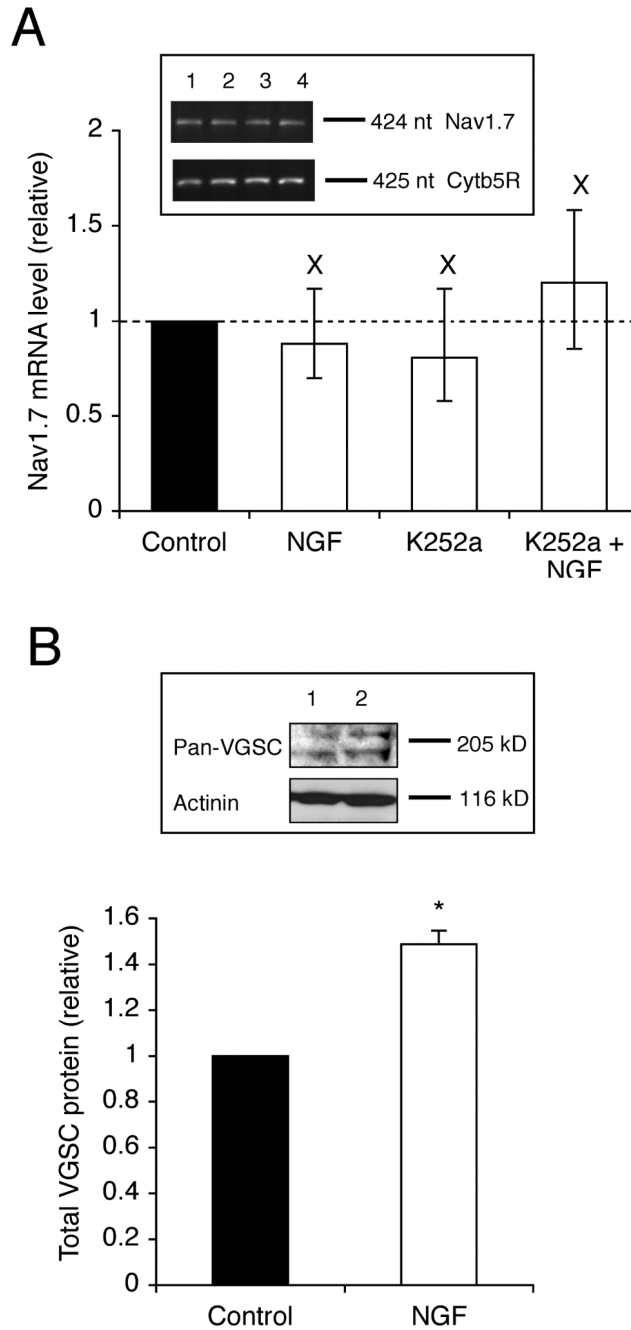 A
1 2 3 4
424 nt Nav1.7
425 nt Cytb5R
Nav1.7 mRNA level (relative)
2
1.5
1
0.5
0
X
X
X
Control
NGF
K252a
K252a +
NGF
B
1 2
Pan-VGSC
205 kD
Actinin
116 kD
Total VGSC protein (relative)
1.6
1.4
1.2
1
0.8
0.6
0.4
0.2
0
*
Control
NGF